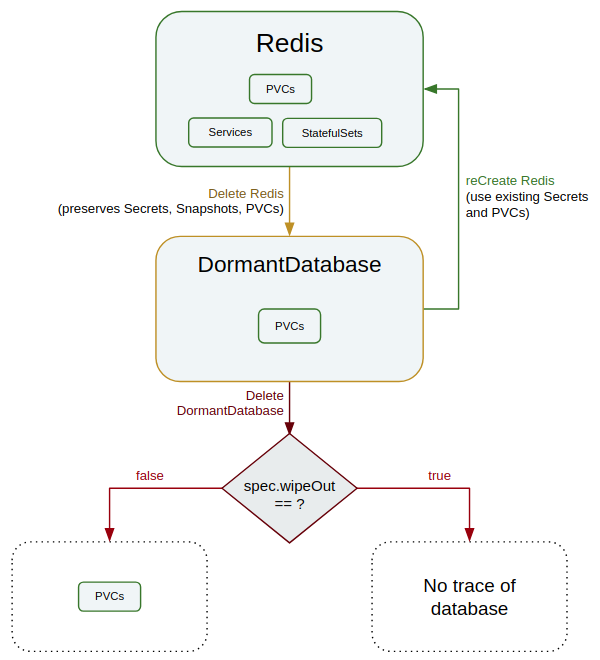 Redis
PVCs
Services
StatefulSets
Delete Redis
(preserves Secrets, Snapshots, PVCs)
reCreate Redis
(use existing Secrets
and PVCs)
DormantDatabase
PVCs
Delete
DormantDatabase
spec.wipeOut
== ?
false
true
PVCs
No trace of
database